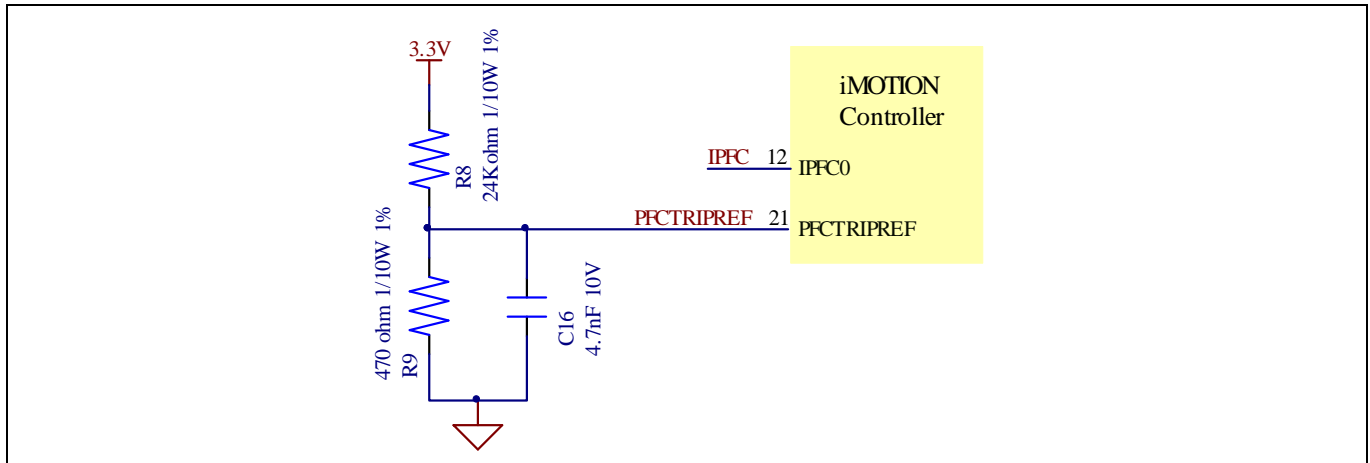 3.3V
R8
24Kohm 1/10W 1%
iMOTION
Controller
IPFC 12 IPFC0
PFCTRIPREF 21 PFCTRIPREF
470 ohm 1/10W 1%
R9
C16
4.7nF 10V